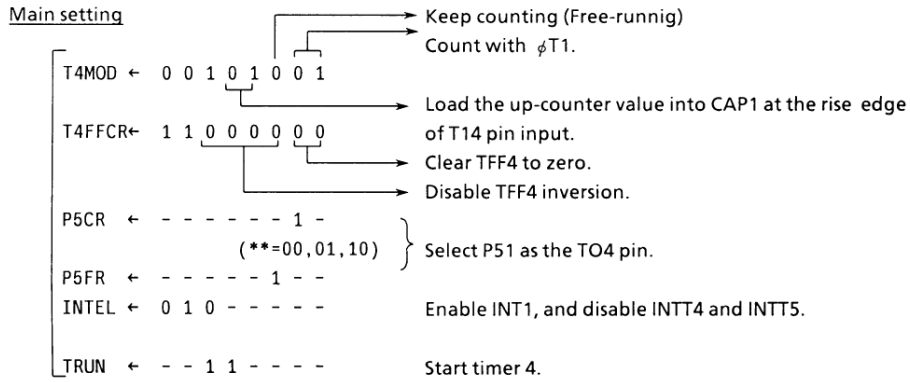 Main setting
Keep counting (Free-runnig)
Count with ϕT1.
T4MOD ← 0 0 1 0 1 0 0 1
Load the up-counter value into CAP1 at the rise edge
of T14 pin input.
T4FFCR← 1 1 0 0 0 0 0 0
Clear TFF4 to zero.
Disable TFF4 inversion.
P5CR ← - - - - - - 1 -
(**=00,01,10)
Select P51 as the TO4 pin.
P5FR ← - - - - - 1 - -
INTEL ← 0 1 0 - - - - - Enable INT1, and disable INTT4 and INTT5.
TRUN ← - - 1 1 - - - - Start timer 4.